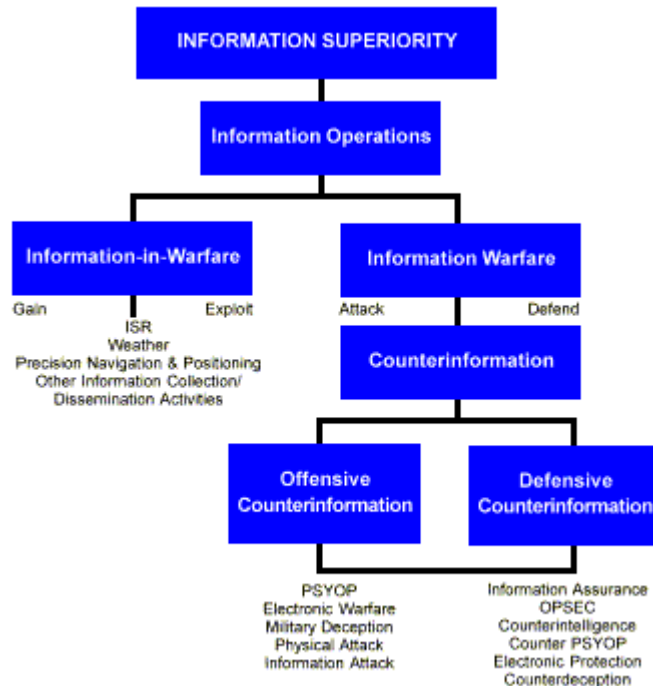 INFORMATION SUPERIORITY
Information Operations
Information-in-Warfare
Information Warfare
Gain
Exploit
Attack
Defend
ISR
Weather
Precision Navigation & Positioning
Other Information Collection/
Dissemination Activities
Counterinformation
Offensive
Counterinformation
Defensive
Counterinformation
PSYOP
Electronic Warfare
Military Deception
Physical Attack
Information Attack
Information Assurance
OPSEC
Counterintelligence
Counter PSYOP
Electronic Protection
Counterdeception